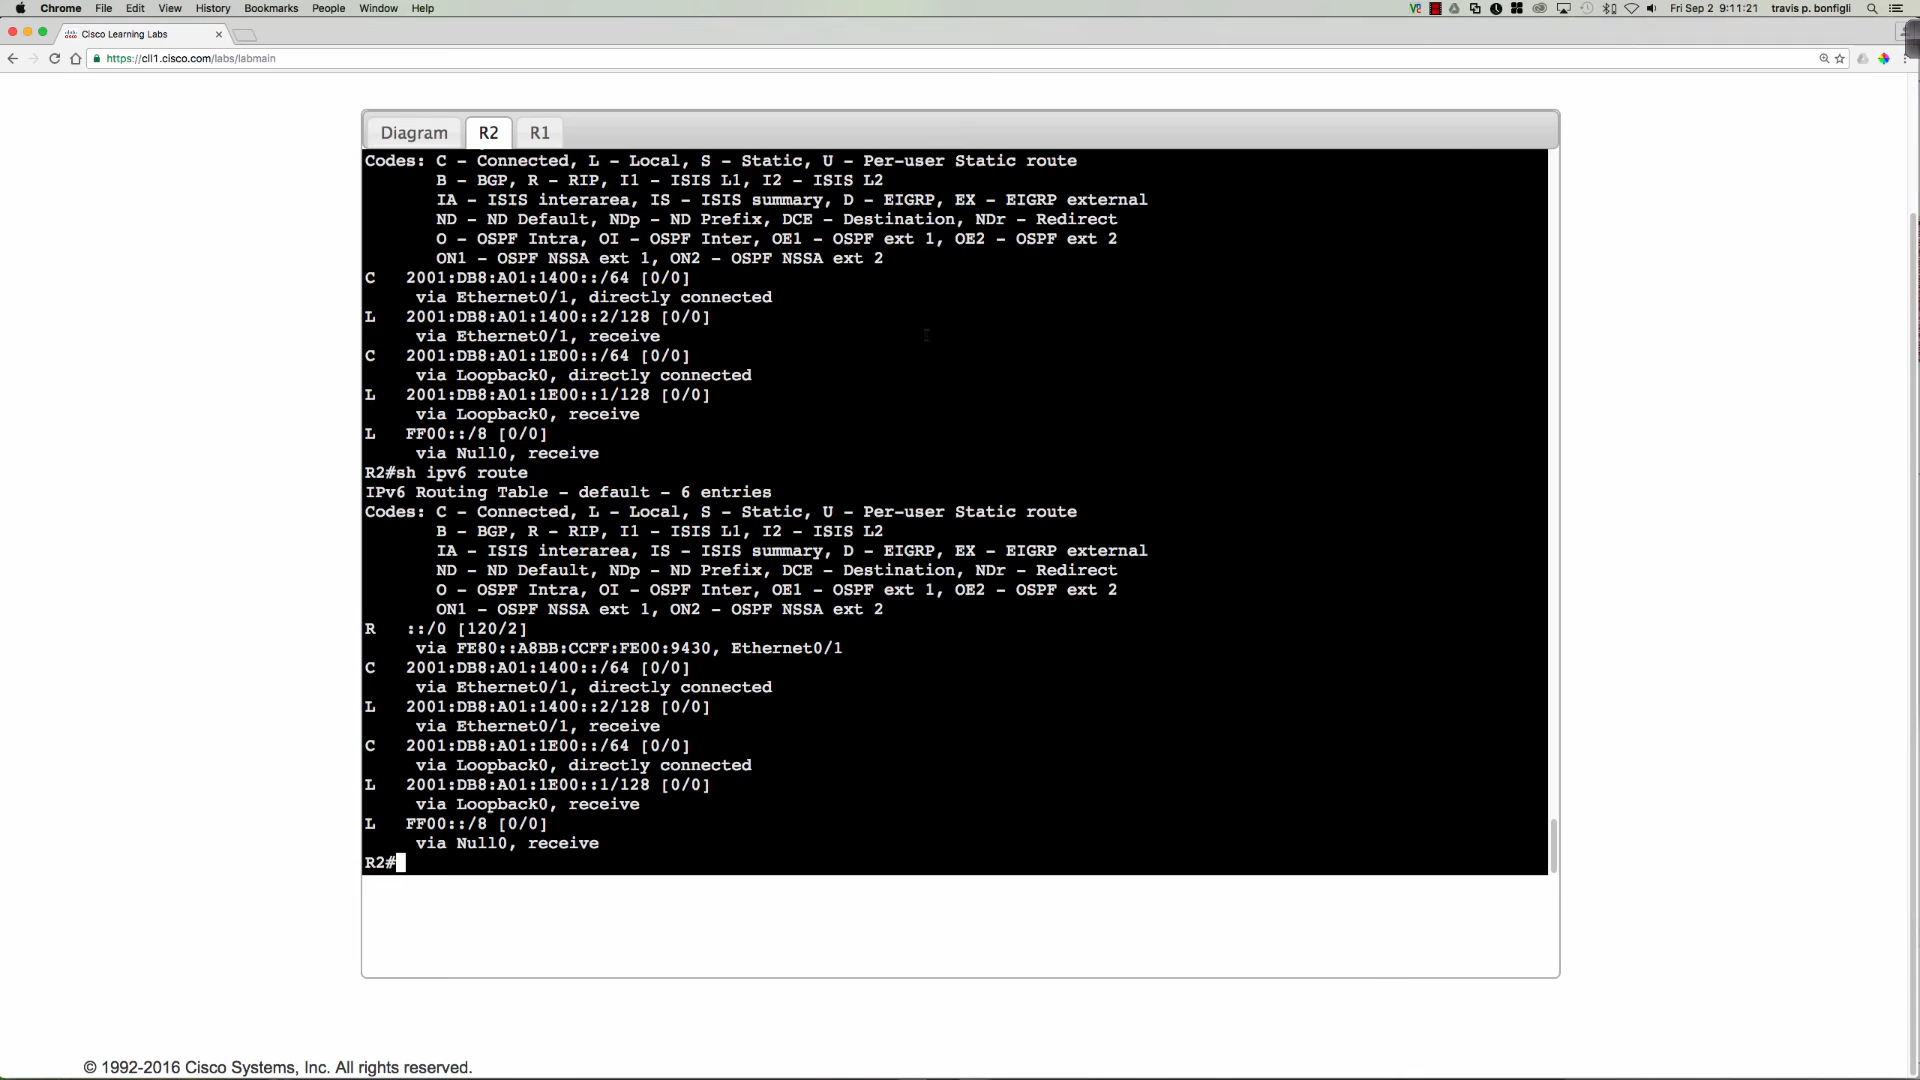 Chrome File Edit View History Bookmarks People Window Help Fri Sep 2 9:11:21 travis p. bonfigli
Cisco Learning Labs
https://cll1.cisco.com/labs/labmain
Diagram R2 R1
Codes: C - Connected, L - Local, S - Static, U - Per-user Static route
B - BGP, R - RIP, I1 - ISIS L1, I2 - ISIS L2
IA - ISIS interarea, IS - ISIS summary, D - EIGRP, EX - EIGRP external
ND - ND Default, NDp - ND Prefix, DCE - Destination, NDr - Redirect
O - OSPF Intra, OI - OSPF Inter, OE1 - OSPF ext 1, OE2 - OSPF ext 2
ON1 - OSPF NSSA ext 1, ON2 - OSPF NSSA ext 2
C 2001:DB8:A01:1400::/64 [0/0]
via Ethernet0/1, directly connected
L 2001:DB8:A01:1400::2/128 [0/0]
via Ethernet0/1, receive
C 2001:DB8:A01:1E00::/64 [0/0]
via Loopback0, directly connected
L 2001:DB8:A01:1E00::1/128 [0/0]
via Loopback0, receive
L FF00::/8 [0/0]
via Null0, receive
R2#sh ipv6 route
IPv6 Routing Table - default - 6 entries
Codes: C - Connected, L - Local, S - Static, U - Per-user Static route
B - BGP, R - RIP, I1 - ISIS L1, I2 - ISIS L2
IA - ISIS interarea, IS - ISIS summary, D - EIGRP, EX - EIGRP external
ND - ND Default, NDp - ND Prefix, DCE - Destination, NDr - Redirect
O - OSPF Intra, OI - OSPF Inter, OE1 - OSPF ext 1, OE2 - OSPF ext 2
ON1 - OSPF NSSA ext 1, ON2 - OSPF NSSA ext 2
R ::/0 [120/2]
via FE80::A8BB:CCFF:FE00:9430, Ethernet0/1
C 2001:DB8:A01:1400::/64 [0/0]
via Ethernet0/1, directly connected
L 2001:DB8:A01:1400::2/128 [0/0]
via Ethernet0/1, receive
C 2001:DB8:A01:1E00::/64 [0/0]
via Loopback0, directly connected
L 2001:DB8:A01:1E00::1/128 [0/0]
via Loopback0, receive
L FF00::/8 [0/0]
via Null0, receive
R2#
© 1992-2016 Cisco Systems, Inc. All rights reserved.